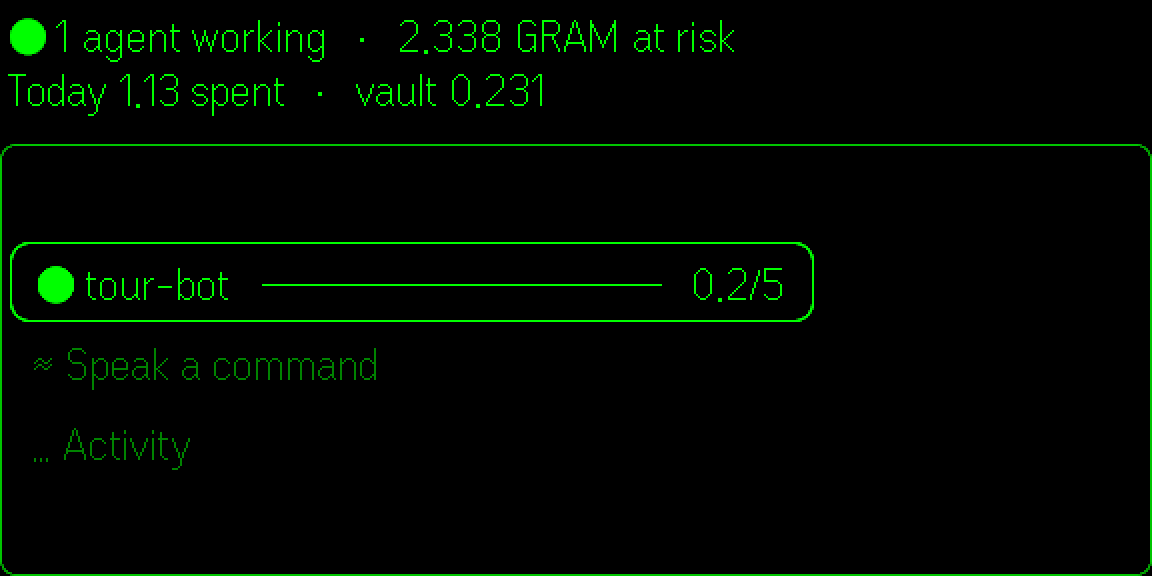 1 agent working · 2.338 GRAM at risk
Today 1.13 spent · vault 0.231
tour-bot 0.2/5
≈ Speak a command
… Activity